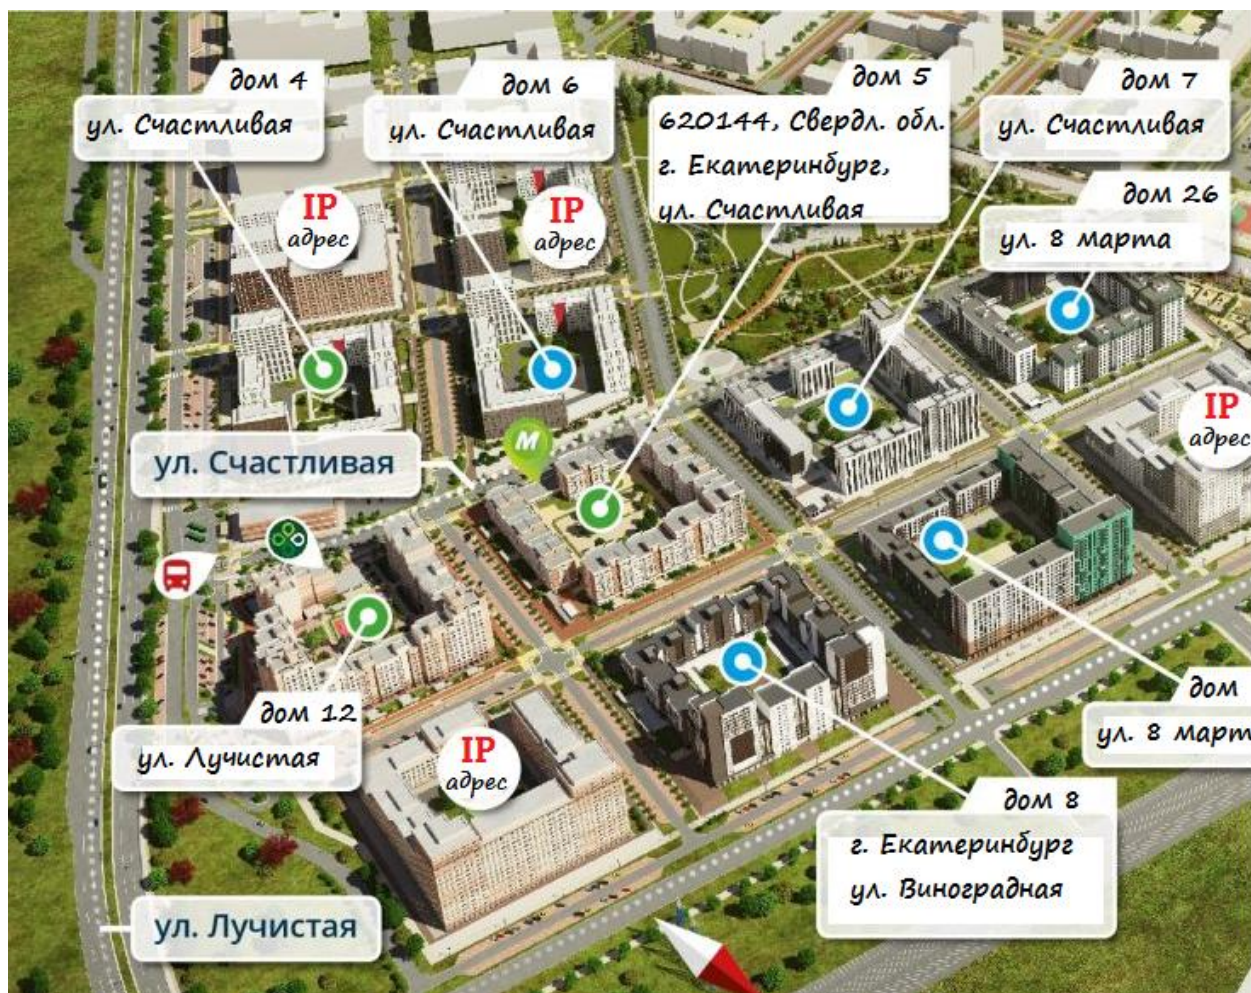 дом 4
ул. Счастливая
дом 6
ул. Счастливая
дом 5
620144, Свердл. обл.
г. Екатеринбург,
ул. Счастливая
дом 7
ул. Счастливая
дом 26
ул. 8 марта
IP
адрес
IP
адрес
IP
адрес
M
ул. Счастливая
дом 12
ул. Лучистая
IP
адрес
дом
ул. 8 март
дом 8
г. Екатеринбург
ул. Виноградная
ул. Лучистая